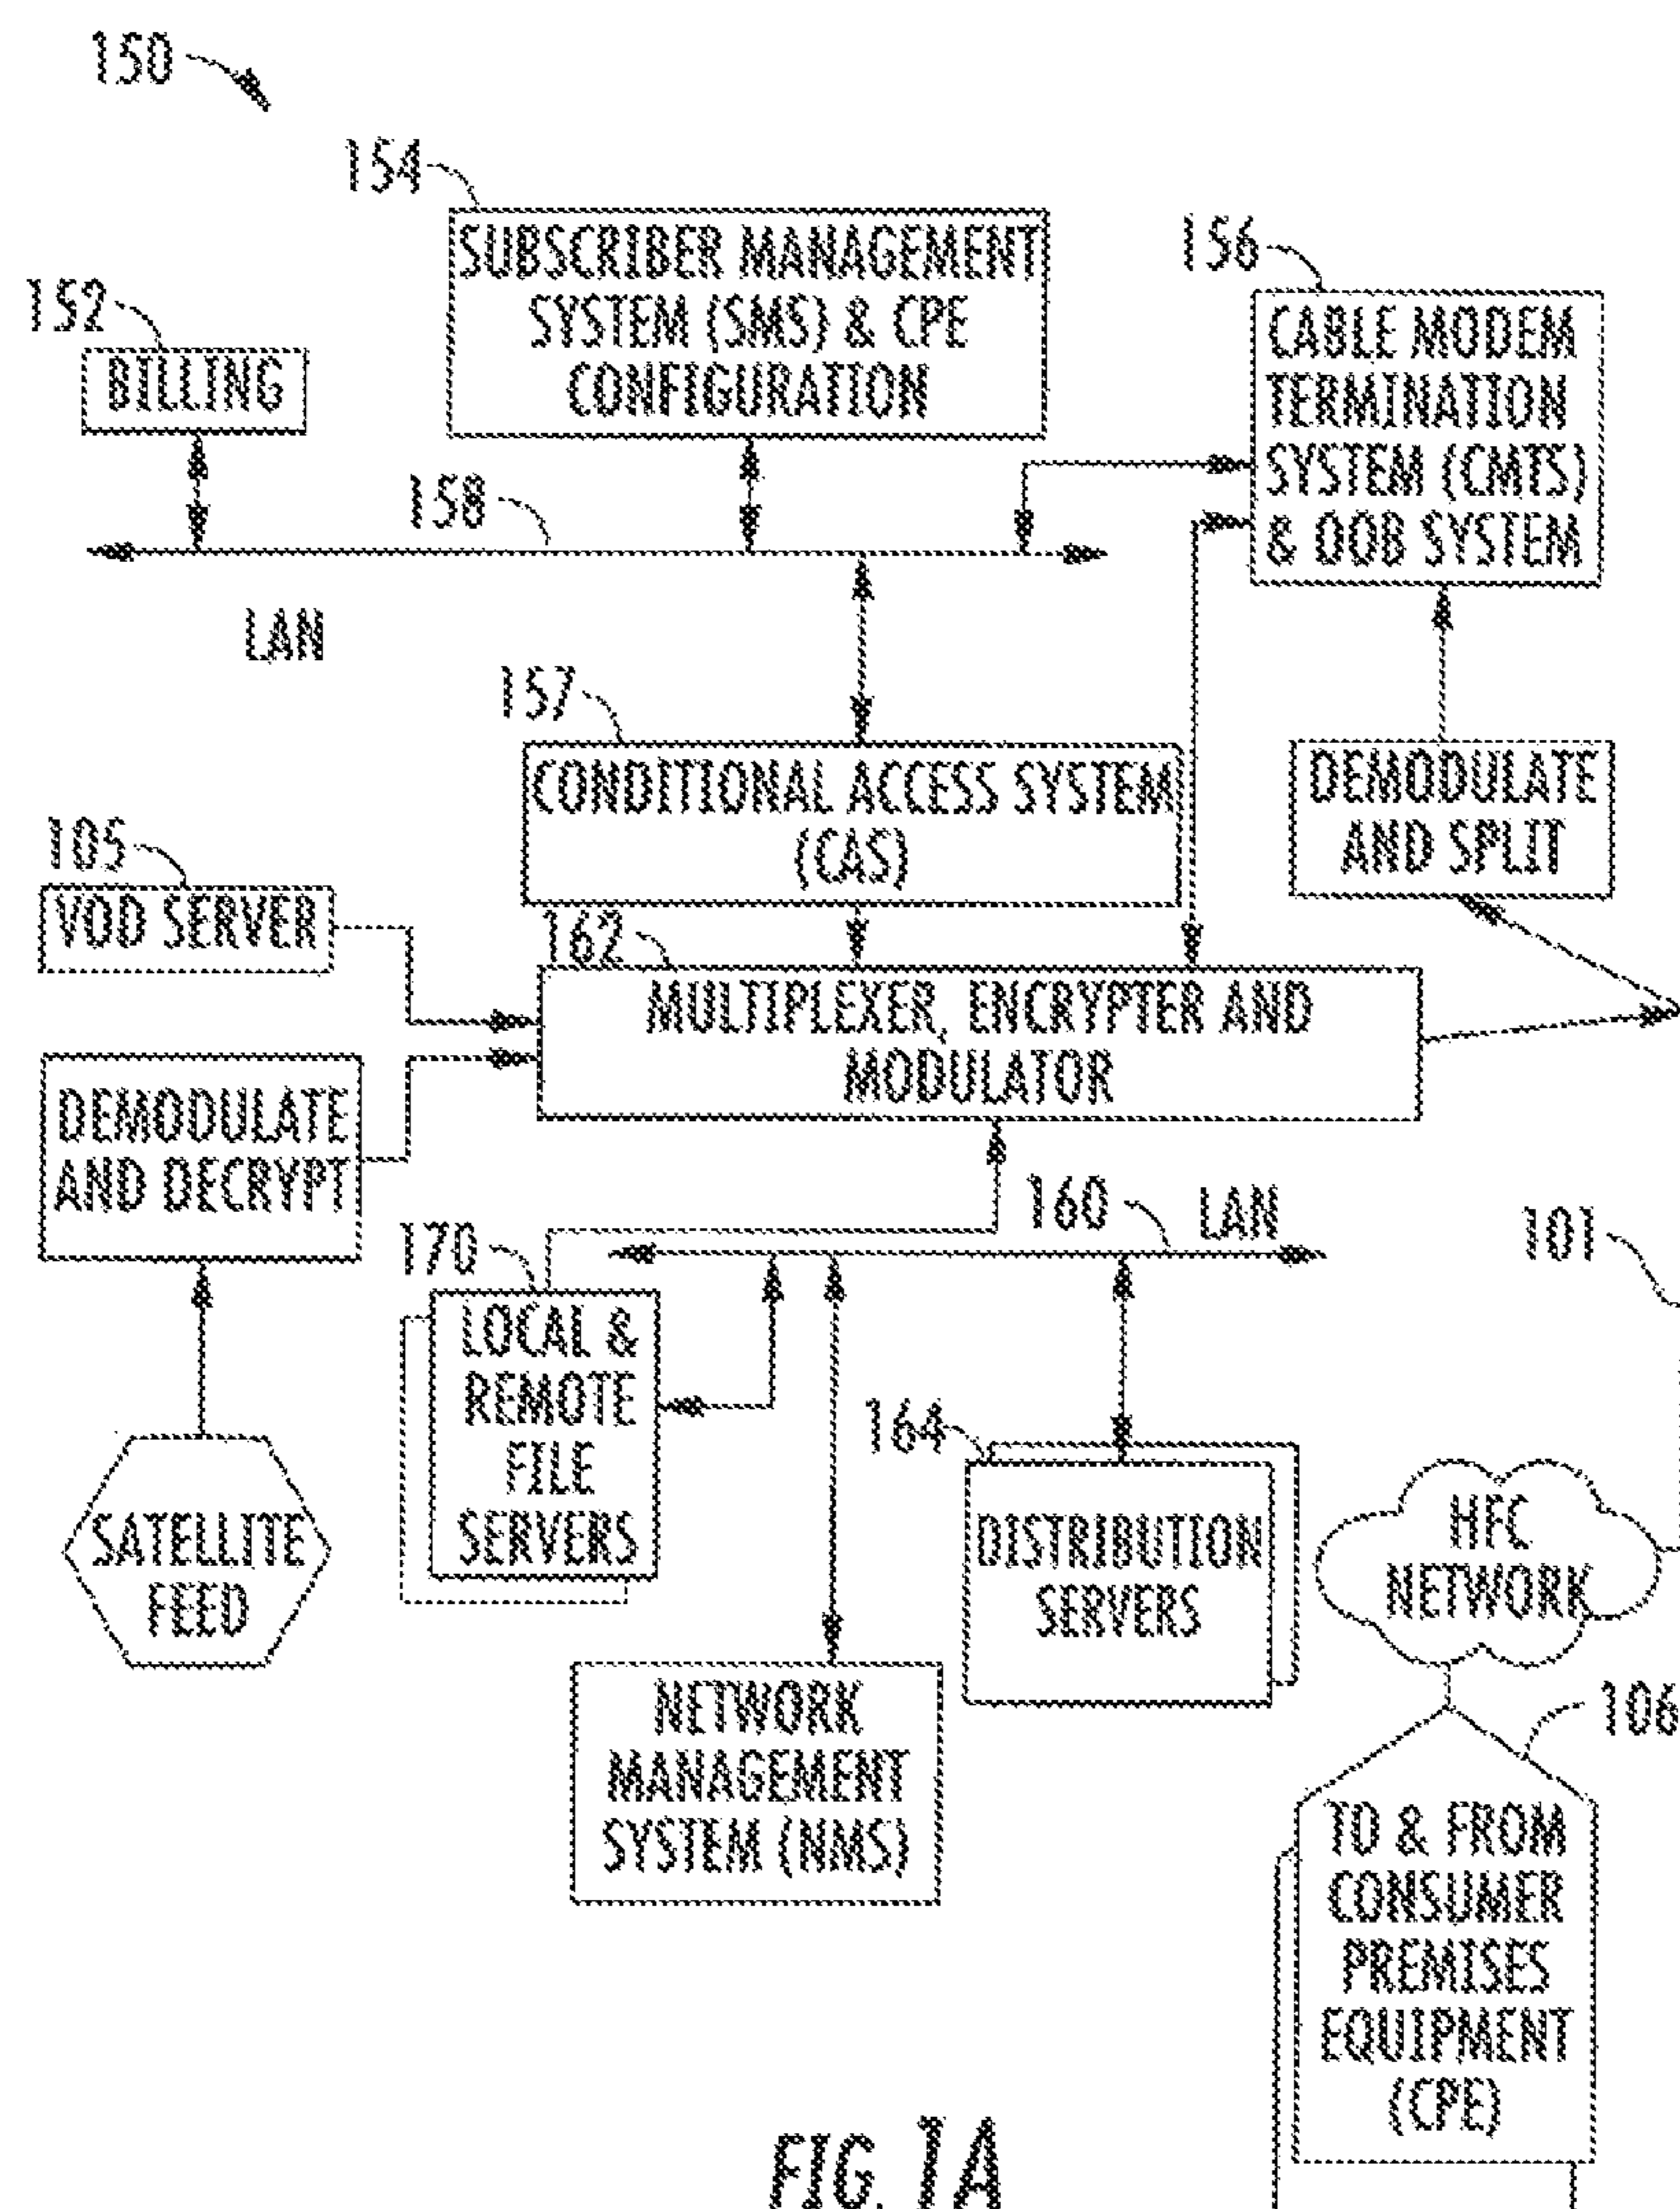 150
154
SUBSCRIBER MANAGEMENT
SYSTEM (SMS) & CPE
CONFIGURATION
156
CABLE MODEM
TERMINATION
SYSTEM (CMTS)
& OOB SYSTEM
152
BILLING
158
LAN
157
CONDITIONAL ACCESS SYSTEM
(CAS)
DEMODULATE
AND SPLIT
105
VOD SERVER
162
MULTIPLEXER, ENCRYPTER AND
MODULATOR
DEMODULATE
AND DECRYPT
160
LAN
101
170
LOCAL &
REMOTE
FILE
SERVERS
164
DISTRIBUTION
SERVERS
HFC
NETWORK
SATELLITE
FEED
106
NETWORK
MANAGEMENT
SYSTEM (NMS)
TO & FROM
CONSUMER
PREMISES
EQUIPMENT
(CPE)
FIG. 1A